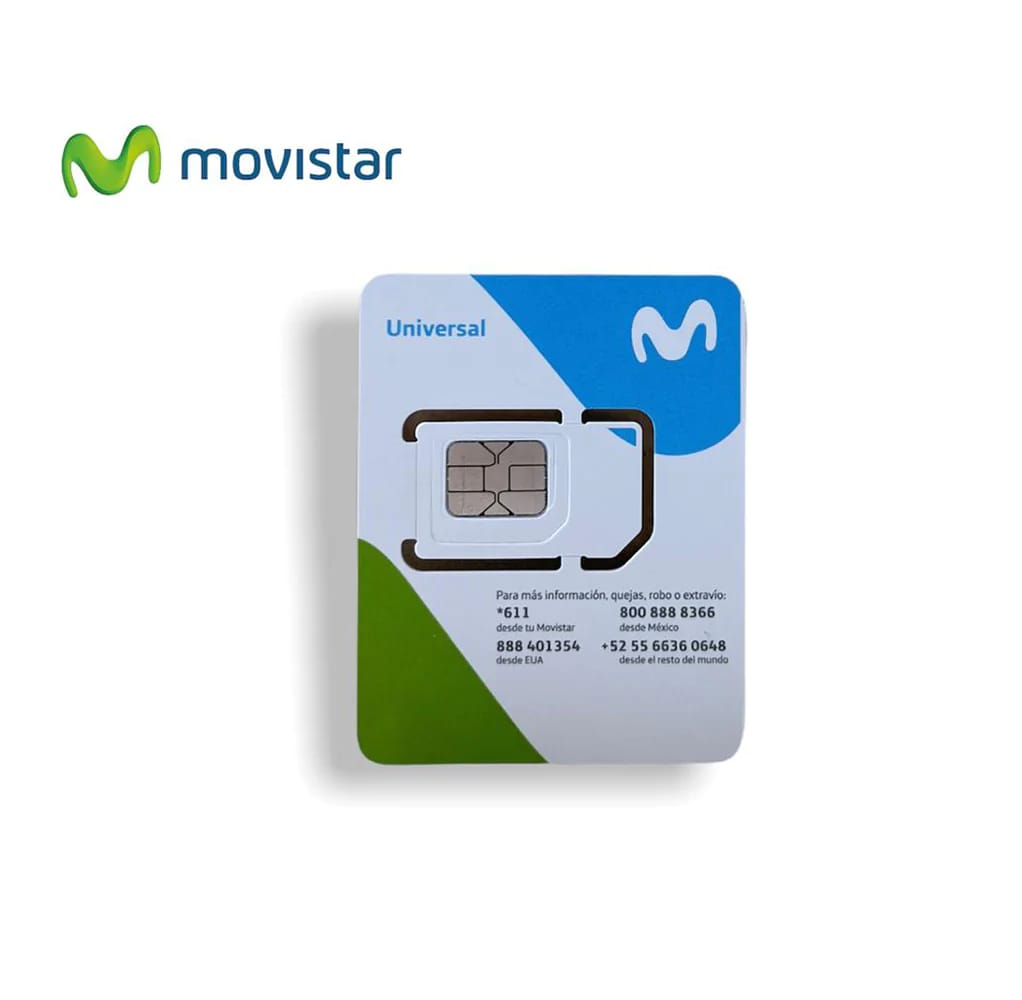 movistar
Universal
Para más información, quejas, robo o extravío:
*611 800 888 8366
desde tu Movistar desde México
888 401354 +52 55 6636 0648
desde EUA desde el resto del mundo